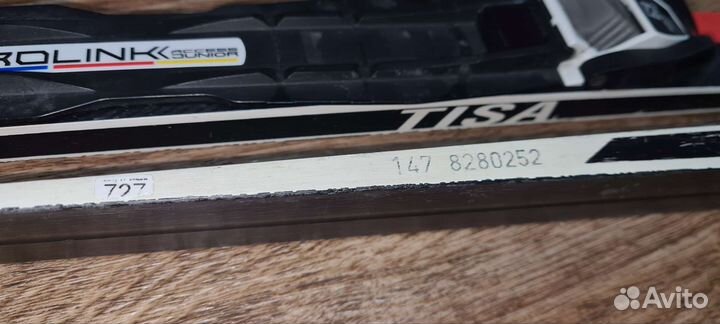 ROLINK ACCESS JUNIOR
TISA
147 8280252
727
Avito